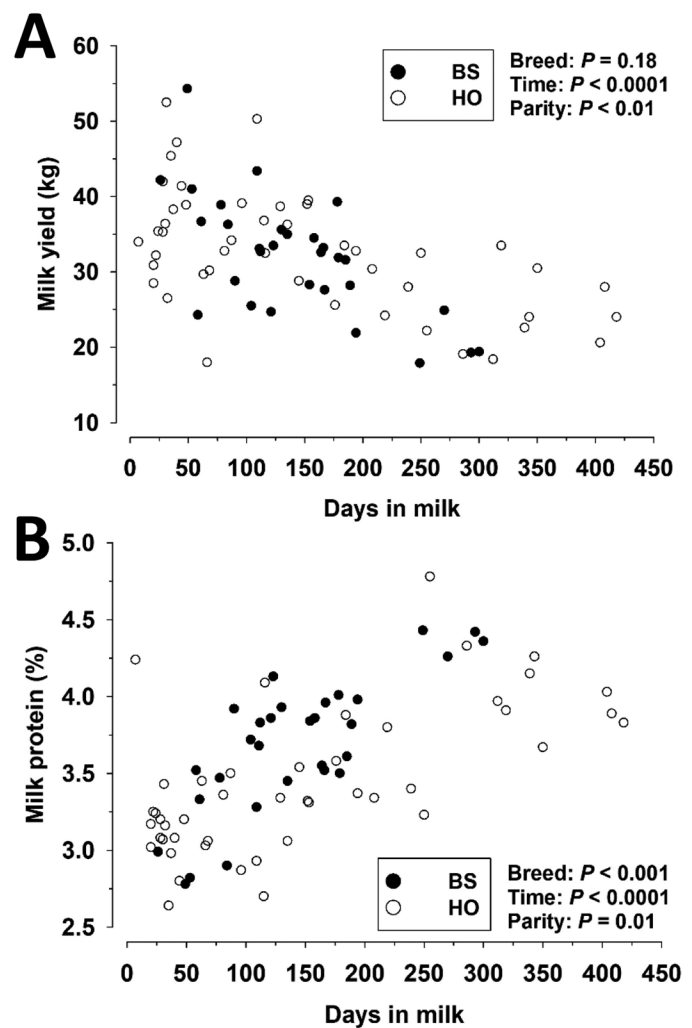 A
60
50
40
30
20
10
Milk yield (kg)
BS
HO
Breed: P = 0.18
Time: P < 0.0001
Parity: P < 0.01
0 50 100 150 200 250 300 350 400 450
Days in milk
B
5.0
4.5
4.0
3.5
3.0
2.5
Milk protein (%)
BS
HO
Breed: P < 0.001
Time: P < 0.0001
Parity: P = 0.01
0 50 100 150 200 250 300 350 400 450
Days in milk